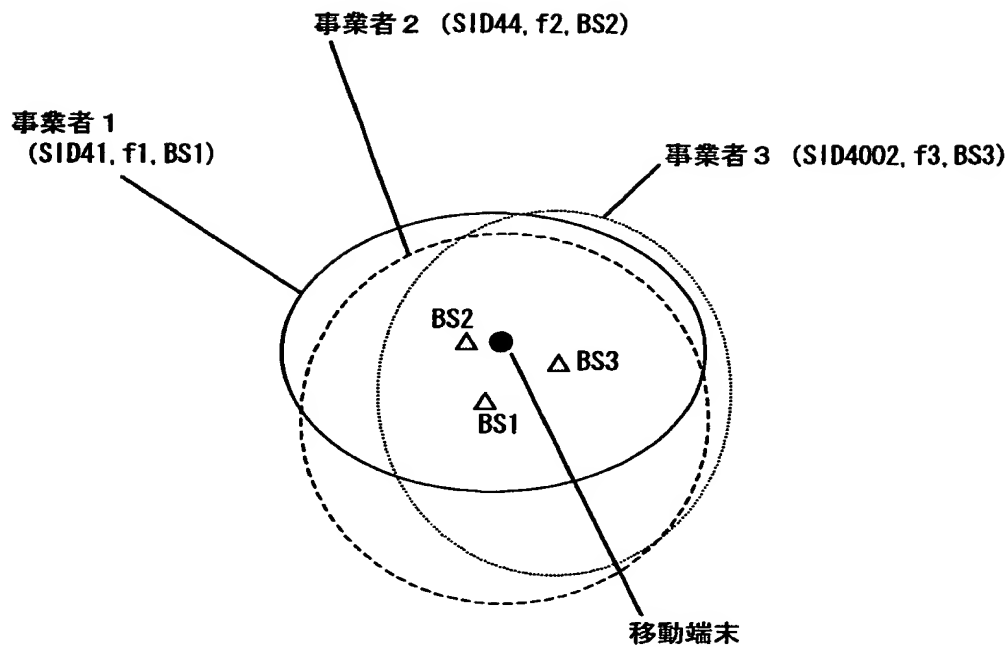 事業者２ (SID44, f2, BS2)
事業者１
(SID41, f1, BS1)
事業者３ (SID4002, f3, BS3)
BS2
BS3
BS1
移動端末